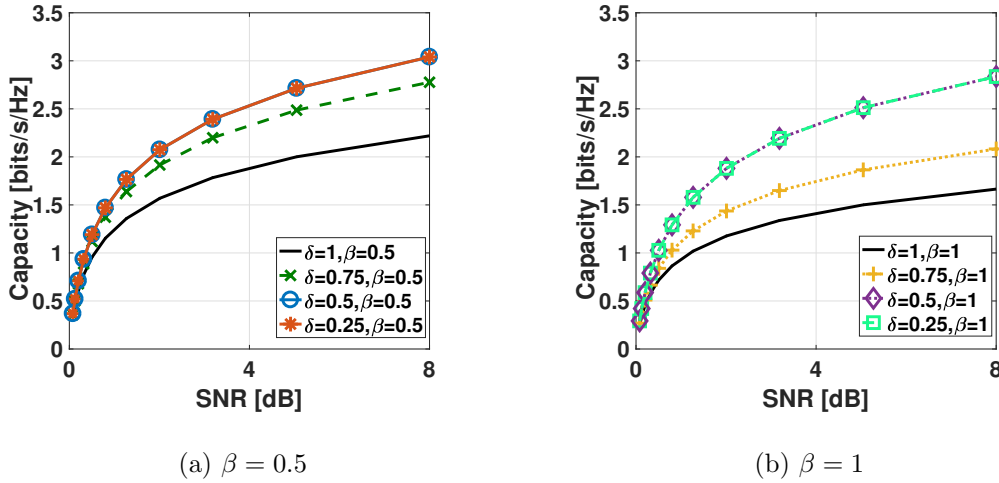 3.5
3
2.5
2
1.5
1
0.5
0
Capacity [bits/s/Hz]
δ=1,β=0.5
δ=0.75,β=0.5
δ=0.5,β=0.5
δ=0.25,β=0.5
0 4 8
SNR [dB]
(a) β = 0.5
3.5
3
2.5
2
1.5
1
0.5
0
Capacity [bits/s/Hz]
δ=1,β=1
δ=0.75,β=1
δ=0.5,β=1
δ=0.25,β=1
0 4 8
SNR [dB]
(b) β = 1